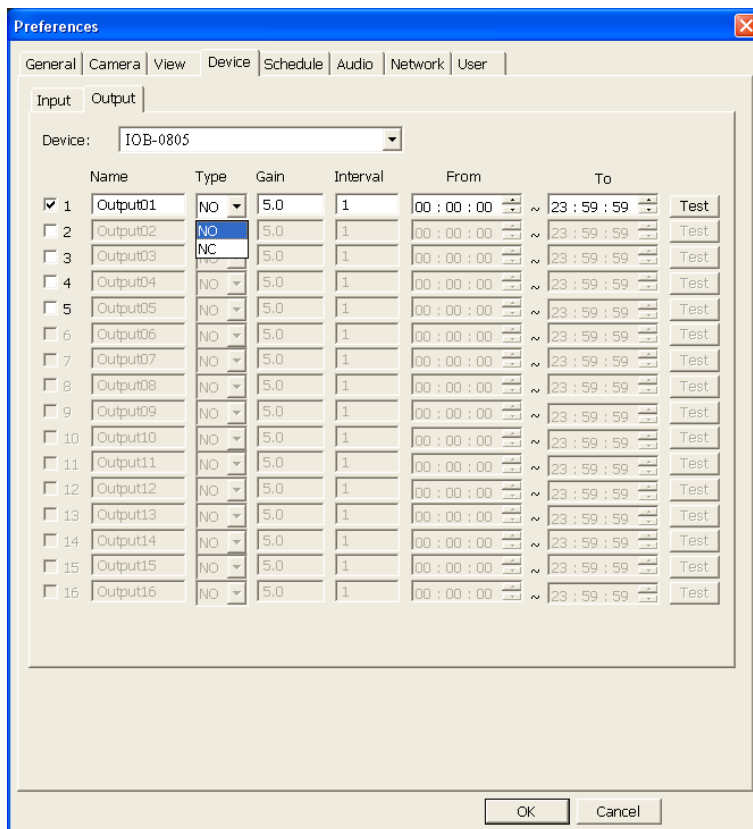 Preferences
General Camera View Device Schedule Audio Network User
Input Output
Device: IOB-0805
Name Type Gain Interval From To
1 Output01 NO 5.0 1 00 : 00 : 00 ~ 23 : 59 : 59 Test
2 Output02 NO 5.0 1 00 : 00 : 00 ~ 23 : 59 : 59 Test
3 Output03 NC NO 5.0 1 00 : 00 : 00 ~ 23 : 59 : 59 Test
4 Output04 NO 5.0 1 00 : 00 : 00 ~ 23 : 59 : 59 Test
5 Output05 NO 5.0 1 00 : 00 : 00 ~ 23 : 59 : 59 Test
6 Output06 NO 5.0 1 00 : 00 : 00 ~ 23 : 59 : 59 Test
7 Output07 NO 5.0 1 00 : 00 : 00 ~ 23 : 59 : 59 Test
8 Output08 NO 5.0 1 00 : 00 : 00 ~ 23 : 59 : 59 Test
9 Output09 NO 5.0 1 00 : 00 : 00 ~ 23 : 59 : 59 Test
10 Output10 NO 5.0 1 00 : 00 : 00 ~ 23 : 59 : 59 Test
11 Output11 NO 5.0 1 00 : 00 : 00 ~ 23 : 59 : 59 Test
12 Output12 NO 5.0 1 00 : 00 : 00 ~ 23 : 59 : 59 Test
13 Output13 NO 5.0 1 00 : 00 : 00 ~ 23 : 59 : 59 Test
14 Output14 NO 5.0 1 00 : 00 : 00 ~ 23 : 59 : 59 Test
15 Output15 NO 5.0 1 00 : 00 : 00 ~ 23 : 59 : 59 Test
16 Output16 NO 5.0 1 00 : 00 : 00 ~ 23 : 59 : 59 Test
OK Cancel